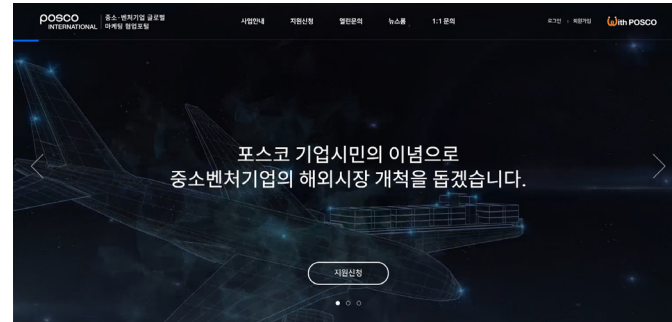 posco
INTERNATIONAL
중소·벤처기업 글로벌
마케팅 협업포털
사업안내
지원신청
열린문의
뉴스룸
1:1 문의
로그인
회원가입
With POSCO
포스코 기업시민의 이념으로
중소벤처기업의 해외시장 개척을 돕겠습니다.
지원신청